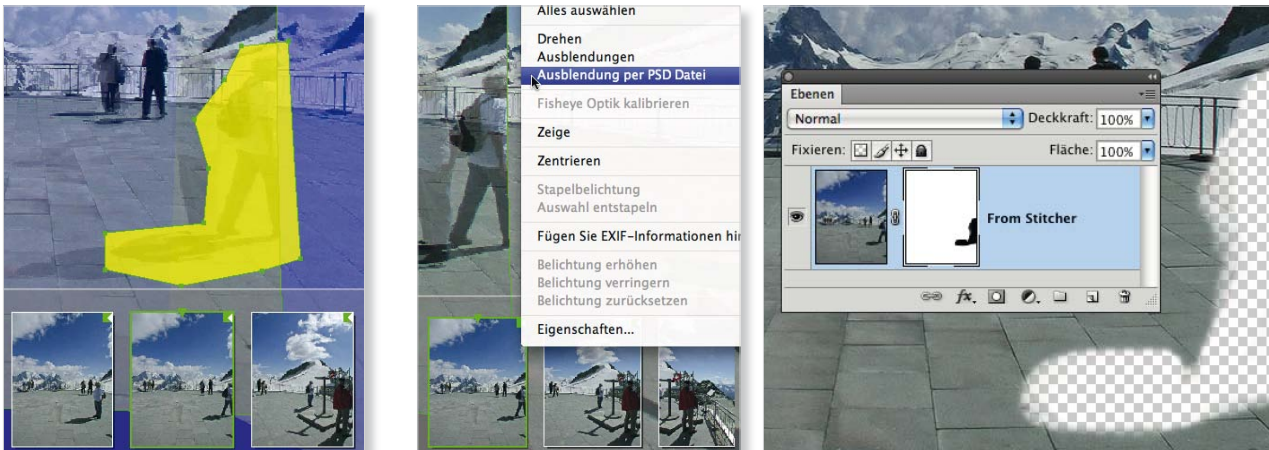 Alles auswählen
Drehen
Ausblendungen
Ausblendung per PSD Datei
Fisheye Optik kalibrieren
Zeige
Zentrieren
Stapelbelichtung
Auswahl entstapeln
Fügen Sie EXIF-Informationen hi
Belichtung erhöhen
Belichtung verringern
Belichtung zurücksetzen
Eigenschaften...
Ebenen
Normal Deckkraft: 100%
Fixieren: Fläche: 100%
From Stitcher
fx.